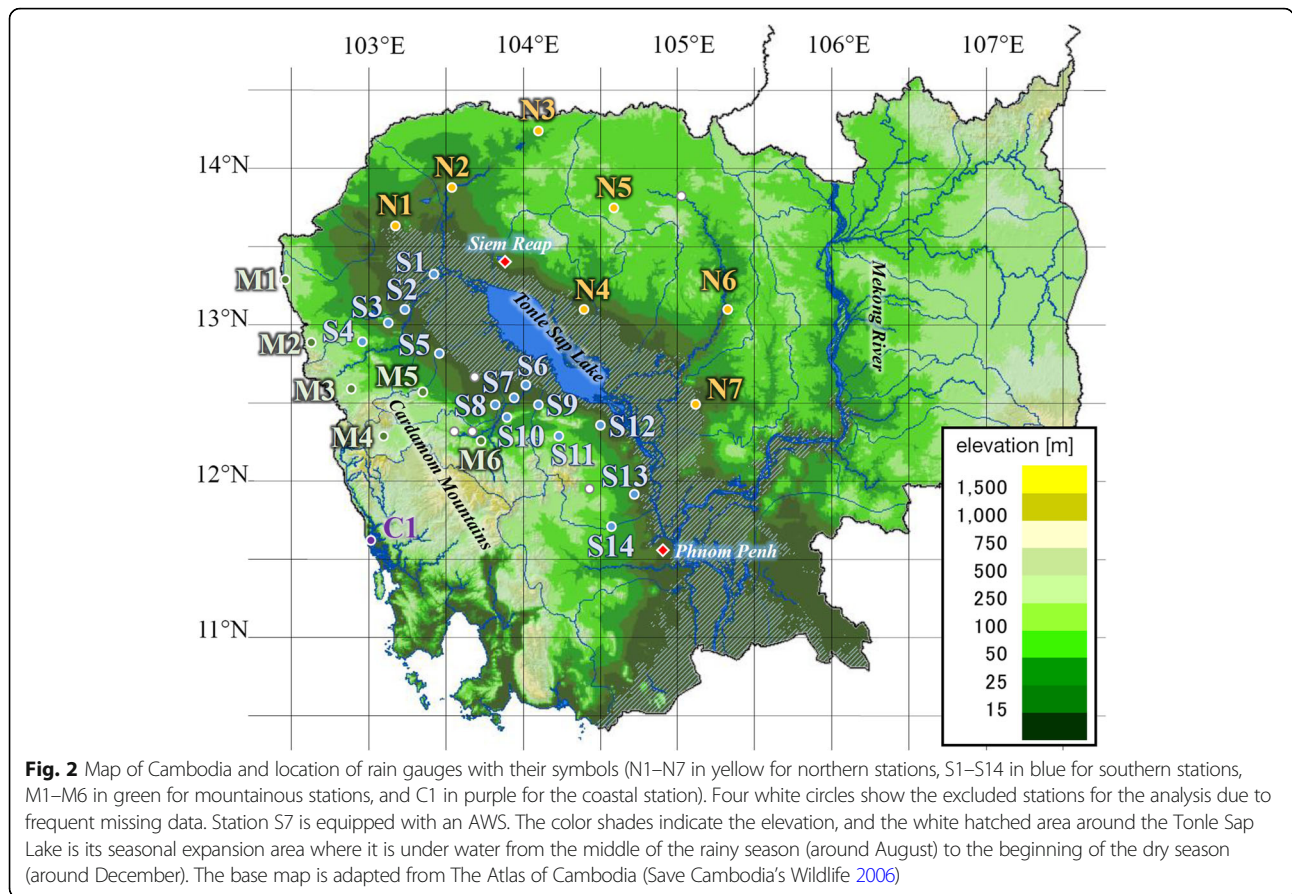 103°E 104°E 105°E 106°E 107°E
N3
14°N
N2
N5
N1
Siem Reap
S1
M1
S2
N4
N6
Mekong River
13°N
S3
Tonle Sap Lake
S4
M2
S5
S6
M5
S7
M3
N7
S8
S9
Cardamom Mountains
S12
M4
S10
S11
M6
12°N
S13
C1
S14
Phnom Penh
11°N
elevation [m]
1,500
1,000
750
500
250
100
50
25
15
Fig. 2 Map of Cambodia and location of rain gauges with their symbols (N1–N7 in yellow for northern stations, S1–S14 in blue for southern stations,
M1–M6 in green for mountainous stations, and C1 in purple for the coastal station). Four white circles show the excluded stations for the analysis due to
frequent missing data. Station S7 is equipped with an AWS. The color shades indicate the elevation, and the white hatched area around the Tonle Sap
Lake is its seasonal expansion area where it is under water from the middle of the rainy season (around August) to the beginning of the dry season
(around December). The base map is adapted from The Atlas of Cambodia (Save Cambodia's Wildlife 2006)